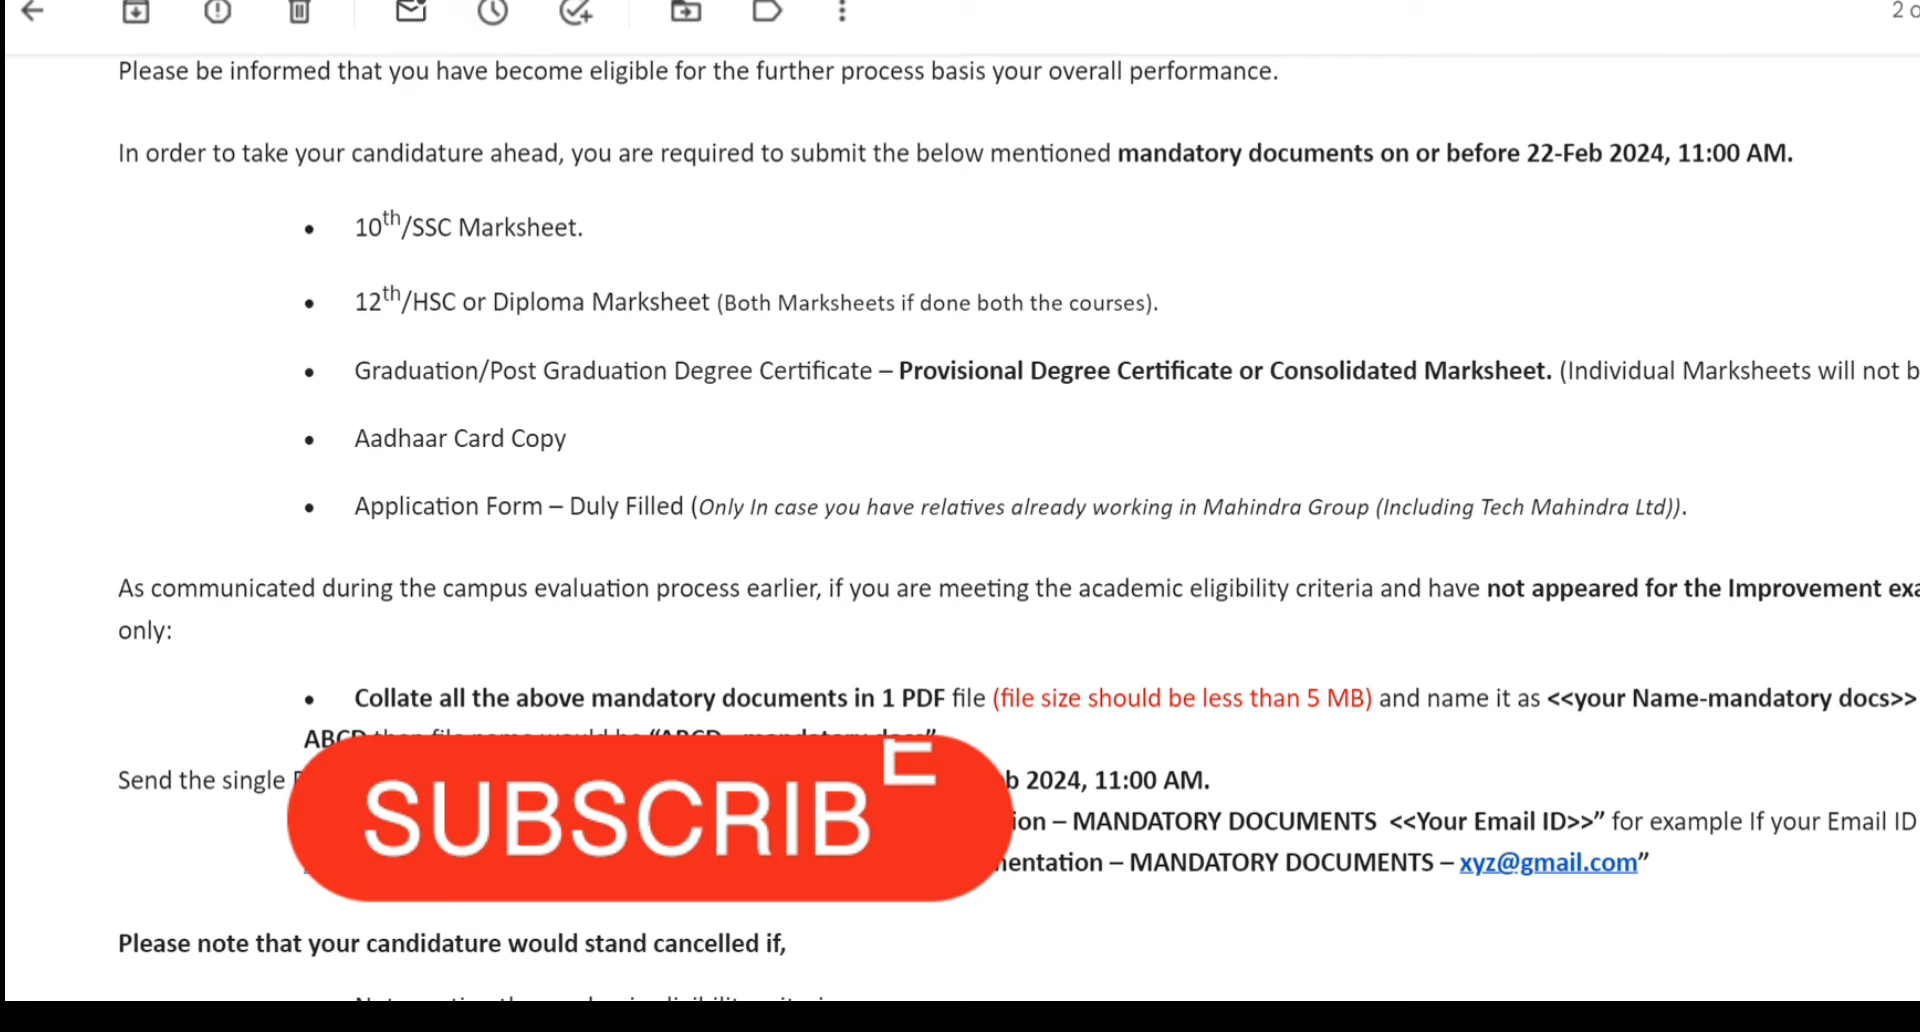 2 o
Please be informed that you have become eligible for the further process basis your overall performance.
In order to take your candidature ahead, you are required to submit the below mentioned mandatory documents on or before 22-Feb 2024, 11:00 AM.
• 10th/SSC Marksheet.
• 12th/HSC or Diploma Marksheet (Both Marksheets if done both the courses).
• Graduation/Post Graduation Degree Certificate – Provisional Degree Certificate or Consolidated Marksheet. (Individual Marksheets will not b
• Aadhaar Card Copy
• Application Form – Duly Filled (Only In case you have relatives already working in Mahindra Group (Including Tech Mahindra Ltd)).
As communicated during the campus evaluation process earlier, if you are meeting the academic eligibility criteria and have not appeared for the Improvement exa
only:
• Collate all the above mandatory documents in 1 PDF file (file size should be less than 5 MB) and name it as <<your Name-mandatory docs>>
Send the single
b 2024, 11:00 AM.
SUBSCRIBE
ion – MANDATORY DOCUMENTS <<Your Email ID>>” for example If your Email ID
entation – MANDATORY DOCUMENTS – xyz@gmail.com”
Please note that your candidature would stand cancelled if,